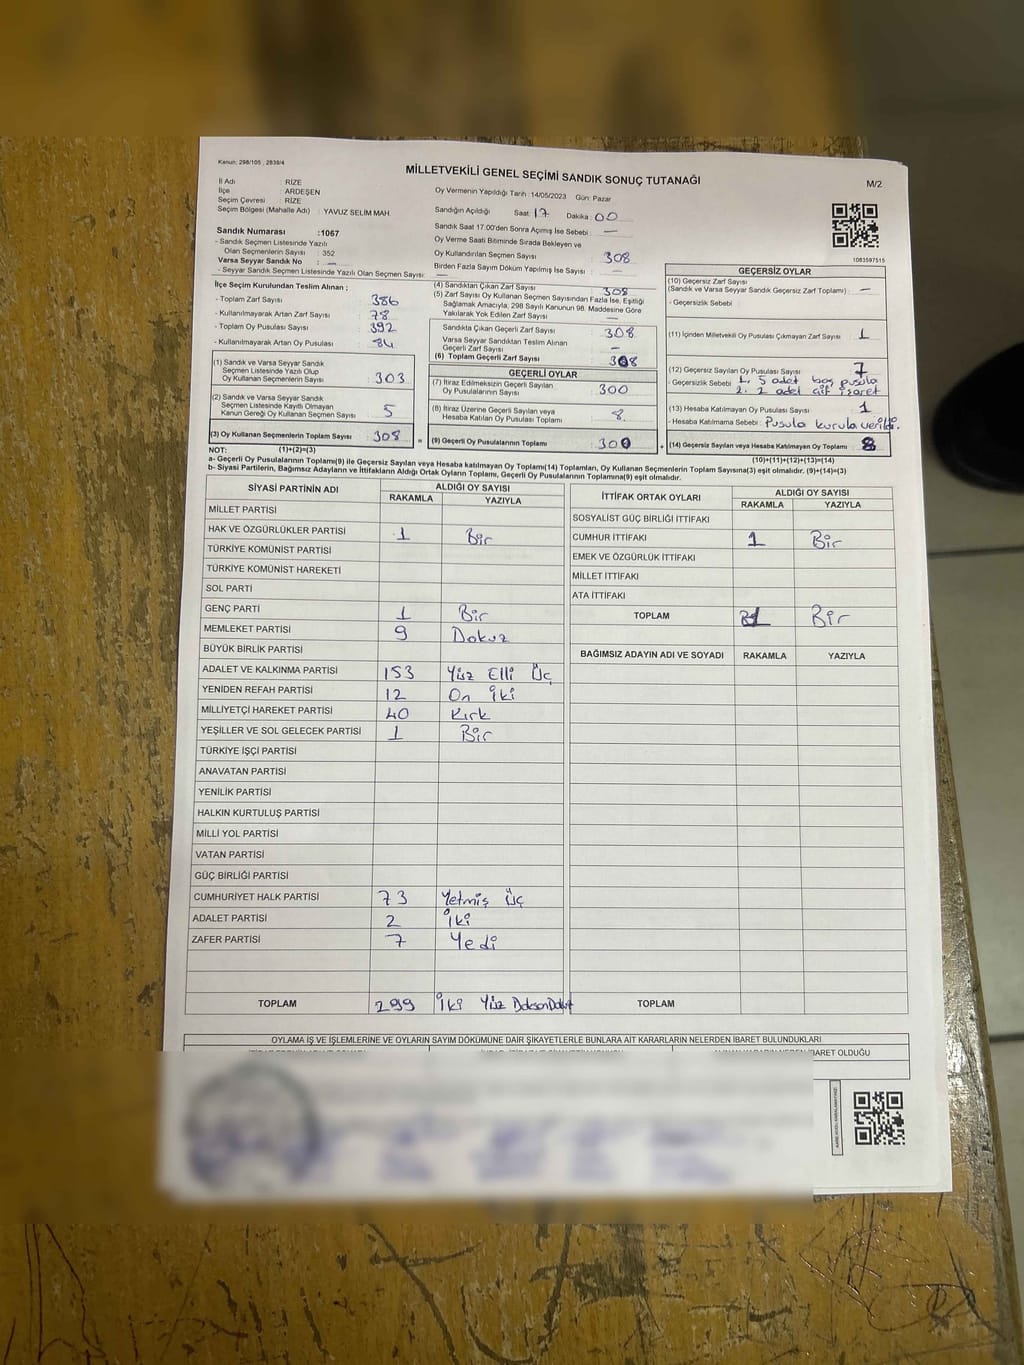 Kanun: 298/105 , 2839/4
MİLLETVEKİLİ GENEL SEÇİMİ SANDIK SONUÇ TUTANAĞI
M/2
İl Adı : RİZE
İlçe : ARDEŞEN
Seçim Çevresi : RİZE
Seçim Bölgesi (Mahalle Adı) : YAVUZ SELİM MAH.
Oy Vermenin Yapıldığı Tarih : 14/05/2023 Gün: Pazar
Sandığın Açıldığı Saat: 17 Dakika : 00
Sandık Saat 17.00'den Sonra Açımış İse Sebebi : —
Oy Verme Saati Bitiminde Sırada Bekleyen ve
Oy Kullandırılan Seçmen Sayısı : 308
Birden Fazla Sayım Döküm Yapılmış İse Sayısı : —
1083597515
Sandık Numarası :1067
- Sandık Seçmen Listesinde Yazılı
Olan Seçmenlerin Sayısı : 352
Varsa Seyyar Sandık No : —
- Seyyar Sandık Seçmen Listesinde Yazılı Olan Seçmen Sayısı: —
İlçe Seçim Kurulundan Teslim Alınan ;
- Toplam Zarf Sayısı : 386
- Kullanılmayarak Artan Zarf Sayısı : 78
- Toplam Oy Pusulası Sayısı : 392
- Kullanılmayarak Artan Oy Pusulası : 84
(1) Sandık ve Varsa Seyyar Sandık
Seçmen Listesinde Yazılı Olup
Oy Kullanan Seçmenlerin Sayısı : 303
(2) Sandık ve Varsa Seyyar Sandık
Seçmen Listesinde Kayıtlı Olmayan
Kanun Gereği Oy Kullanan Seçmen Sayısı : 5
(3) Oy Kullanan Seçmenlerin Toplam Sayısı : 308 =
(1)+(2)=(3)
(4) Sandıktan Çıkan Zarf Sayısı : 308
(5) Zarf Sayısı Oy Kullanan Seçmen Sayısından Fazla İse, Eşitliği
Sağlamak Amacıyla, 298 Sayılı Kanunun 98. Maddesine Göre
Yakılarak Yok Edilen Zarf Sayısı : —
Sandıkta Çıkan Geçerli Zarf Sayısı : 308
Varsa Seyyar Sandıktan Teslim Alınan
Geçerli Zarf Sayısı : —
(6) Toplam Geçerli Zarf Sayısı : 308
GEÇERLİ OYLAR
(7) İtiraz Edilmeksizin Geçerli Sayılan
Oy Pusulalarının Sayısı : 300
(8) İtiraz Üzerine Geçerli Sayılan veya
Hesaba Katılan Oy Pusulası Toplamı : 8
(9) Geçerli Oy Pusulalarının Toplamı : 300 +
GEÇERSİZ OYLAR
(10) Geçersiz Zarf Sayısı
(Sandık ve Varsa Seyyar Sandık Geçersiz Zarf Toplamı) : —
- Geçersizlik Sebebi :
(11) İçinden Milletvekili Oy Pusulası Çıkmayan Zarf Sayısı : 1
(12) Geçersiz Sayılan Oy Pusulası Sayısı : 7
- Geçersizlik Sebebi : 1. 5 adet boş pusula
2. 2 adet çift işaret
(13) Hesaba Katılmayan Oy Pusulası Sayısı : 1
- Hesaba Katılmama Sebebi : Pusula kurula verildi.
(14) Geçersiz Sayılan veya Hesaba Katılmayan Oy Toplamı : 8
(10)+(11)+(12)+(13)=(14)
NOT:
a- Geçerli Oy Pusulalarının Toplamı(9) ile Geçersiz Sayılan veya Hesaba katılmayan Oy Toplamı(14) Toplamları, Oy Kullanan Seçmenlerin Toplam Sayısına(3) eşit olmalıdır. (9)+(14)=(3)
b- Siyasi Partilerin, Bağımsız Adayların ve İttifakların Aldığı Ortak Oyların Toplamı, Geçerli Oy Pusulalarının Toplamına(9) eşit olmalıdır.
SİYASİ PARTİNİN ADI ALDIĞI OY SAYISI
RAKAMLA YAZIYLA
MİLLET PARTİSİ
HAK VE ÖZGÜRLÜKLER PARTİSİ 1 Bir
TÜRKİYE KOMÜNİST PARTİSİ
TÜRKİYE KOMÜNİST HAREKETİ
SOL PARTİ
GENÇ PARTİ 1 Bir
MEMLEKET PARTİSİ 9 Dokuz
BÜYÜK BİRLİK PARTİSİ
ADALET VE KALKINMA PARTİSİ 153 Yüz Elli Üç
YENİDEN REFAH PARTİSİ 12 On İki
MİLLİYETÇİ HAREKET PARTİSİ 40 Kırk
YEŞİLLER VE SOL GELECEK PARTİSİ 1 Bir
TÜRKİYE İŞÇİ PARTİSİ
ANAVATAN PARTİSİ
YENİLİK PARTİSİ
HALKIN KURTULUŞ PARTİSİ
MİLLİ YOL PARTİSİ
VATAN PARTİSİ
GÜÇ BİRLİĞİ PARTİSİ
CUMHURİYET HALK PARTİSİ 73 Yetmiş Üç
ADALET PARTİSİ 2 İki
ZAFER PARTİSİ 7 Yedi
TOPLAM 299 İki Yüz DoksanDokuz
İTTİFAK ORTAK OYLARI ALDIĞI OY SAYISI
RAKAMLA YAZIYLA
SOSYALİST GÜÇ BİRLİĞİ İTTİFAKI
CUMHUR İTTİFAKI 1 Bir
EMEK VE ÖZGÜRLÜK İTTİFAKI
MİLLET İTTİFAKI
ATA İTTİFAKI
TOPLAM 1 Bir
BAĞIMSIZ ADAYIN ADI VE SOYADI RAKAMLA YAZIYLA
TOPLAM
OYLAMA İŞ VE İŞLEMLERİNE VE OYLARIN SAYIM DÖKÜMÜNE DAİR ŞİKAYETLERLE BUNLARA AİT KARARLARIN NELERDEN İBARET BULUNDUKLARI
İBARET OLDUĞU